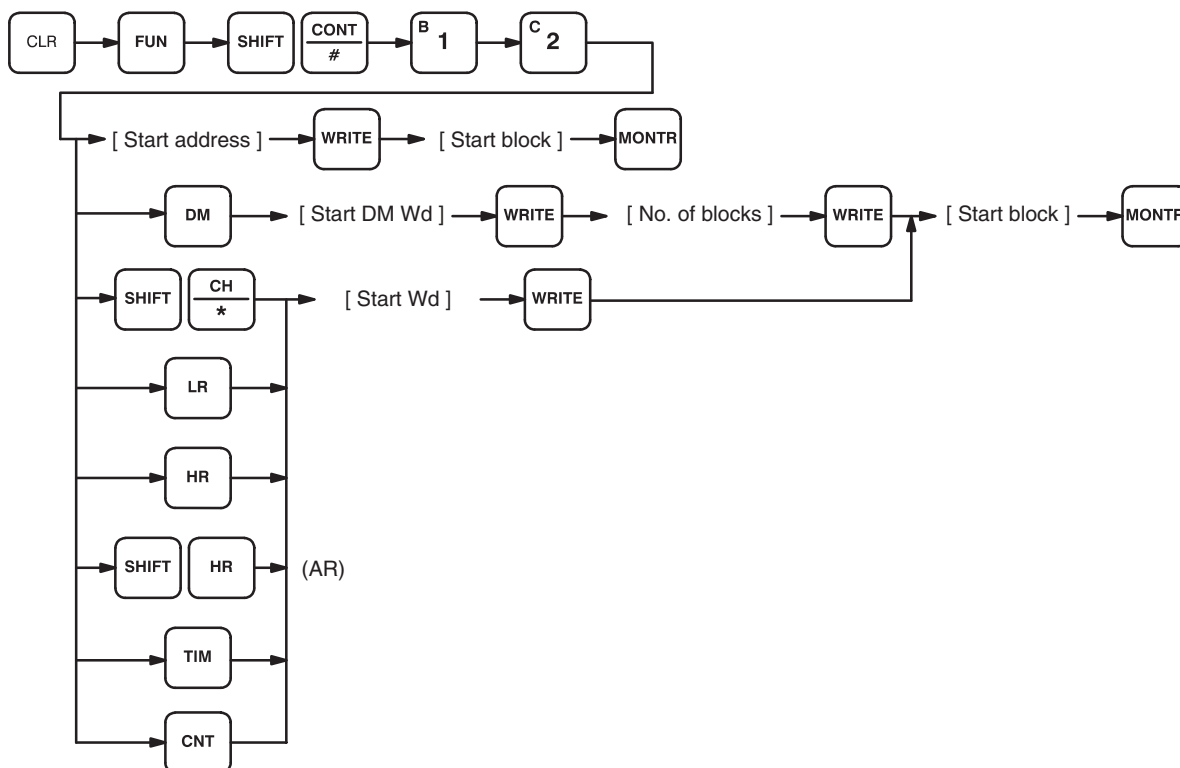 CLR FUN SHIFT CONT # B 1 C 2
[ Start address ] WRITE [ Start block ] MONTR
DM [ Start DM Wd ] WRITE [ No. of blocks ] WRITE [ Start block ] MONTR
SHIFT CH * [ Start Wd ] WRITE
LR
HR
SHIFT HR (AR)
TIM
CNT